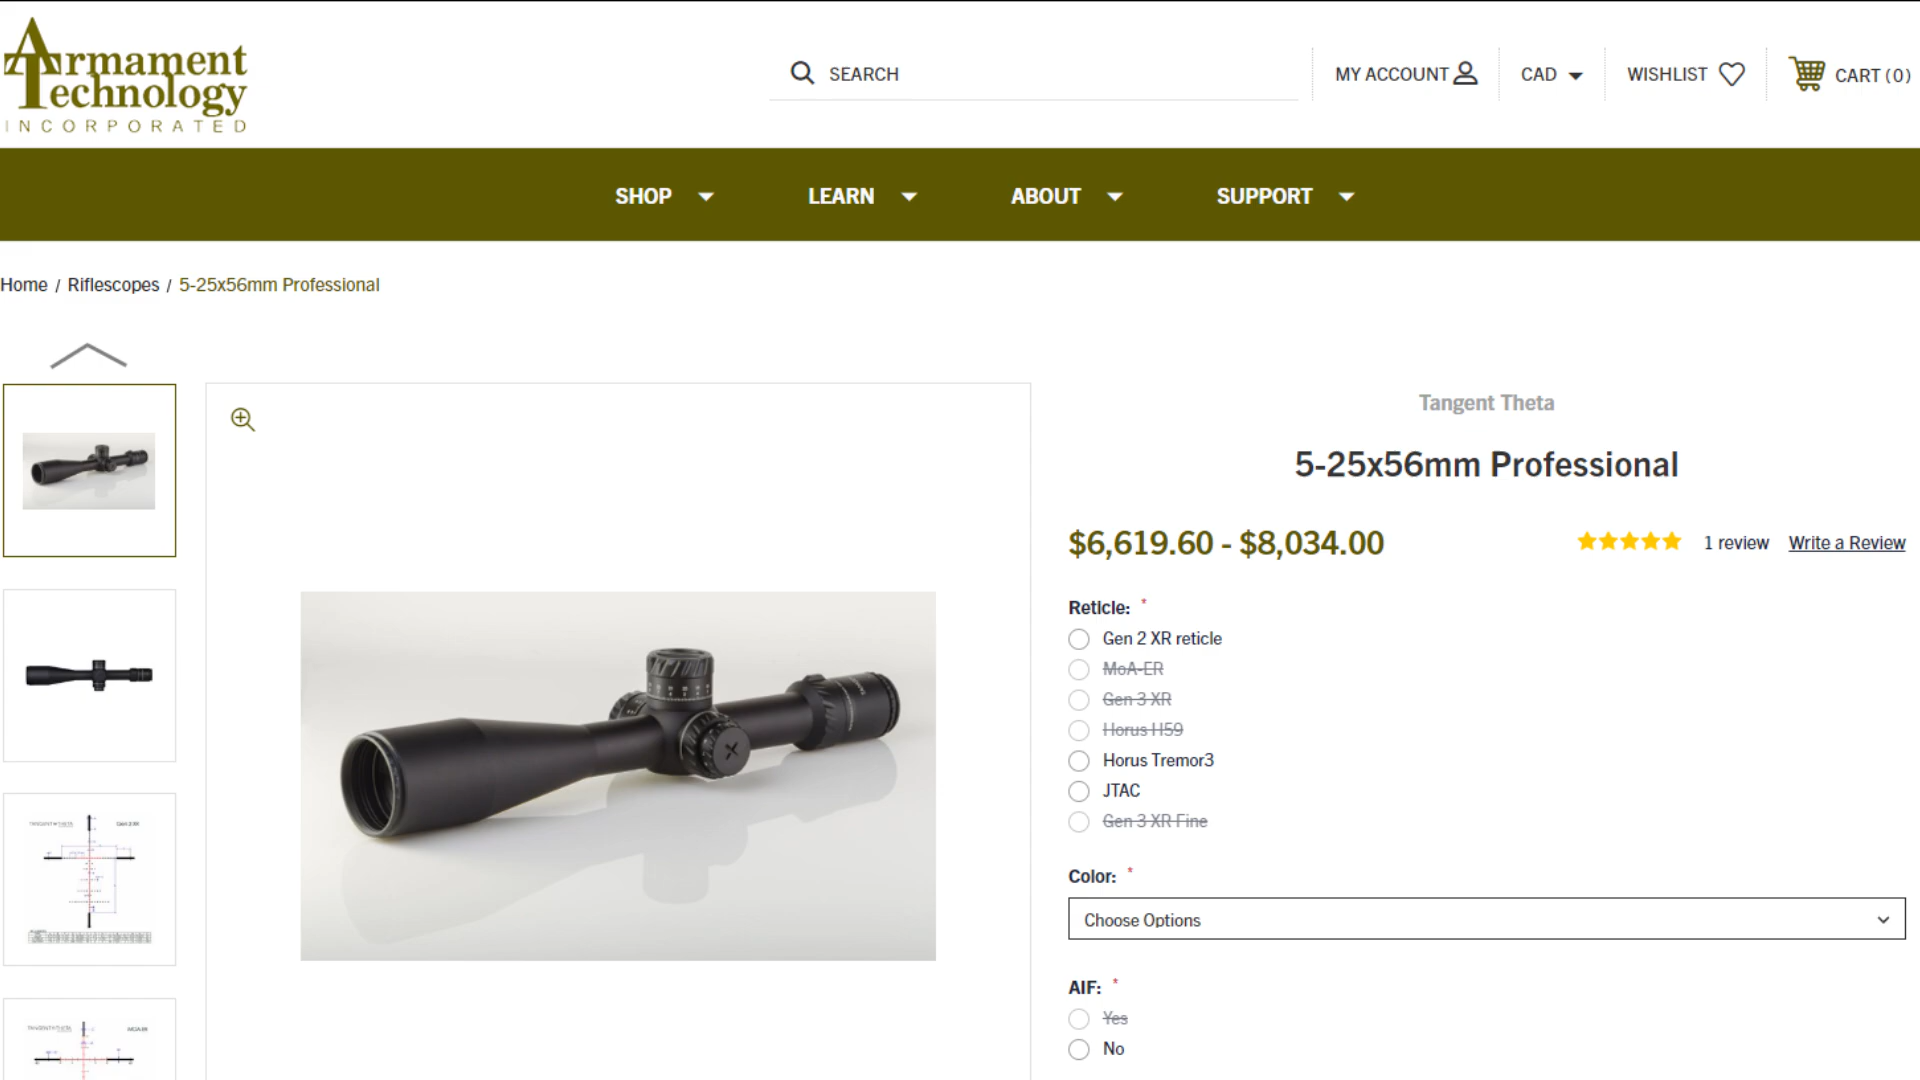 Armament
Technology
INCORPORATED
SEARCH
MY ACCOUNT
CAD
WISHLIST
CART (0)
SHOP
LEARN
ABOUT
SUPPORT
Home / Riflescopes / 5-25x56mm Professional
Tangent Theta
5-25x56mm Professional
$6,619.60 - $8,034.00
1 review
Write a Review
Reticle: *
Gen 2 XR reticle
MoA-ER
Gen 3 XR
Horus H59
Horus Tremor3
JTAC
Gen 3 XR Fine
Color: *
Choose Options
AIF: *
Yes
No